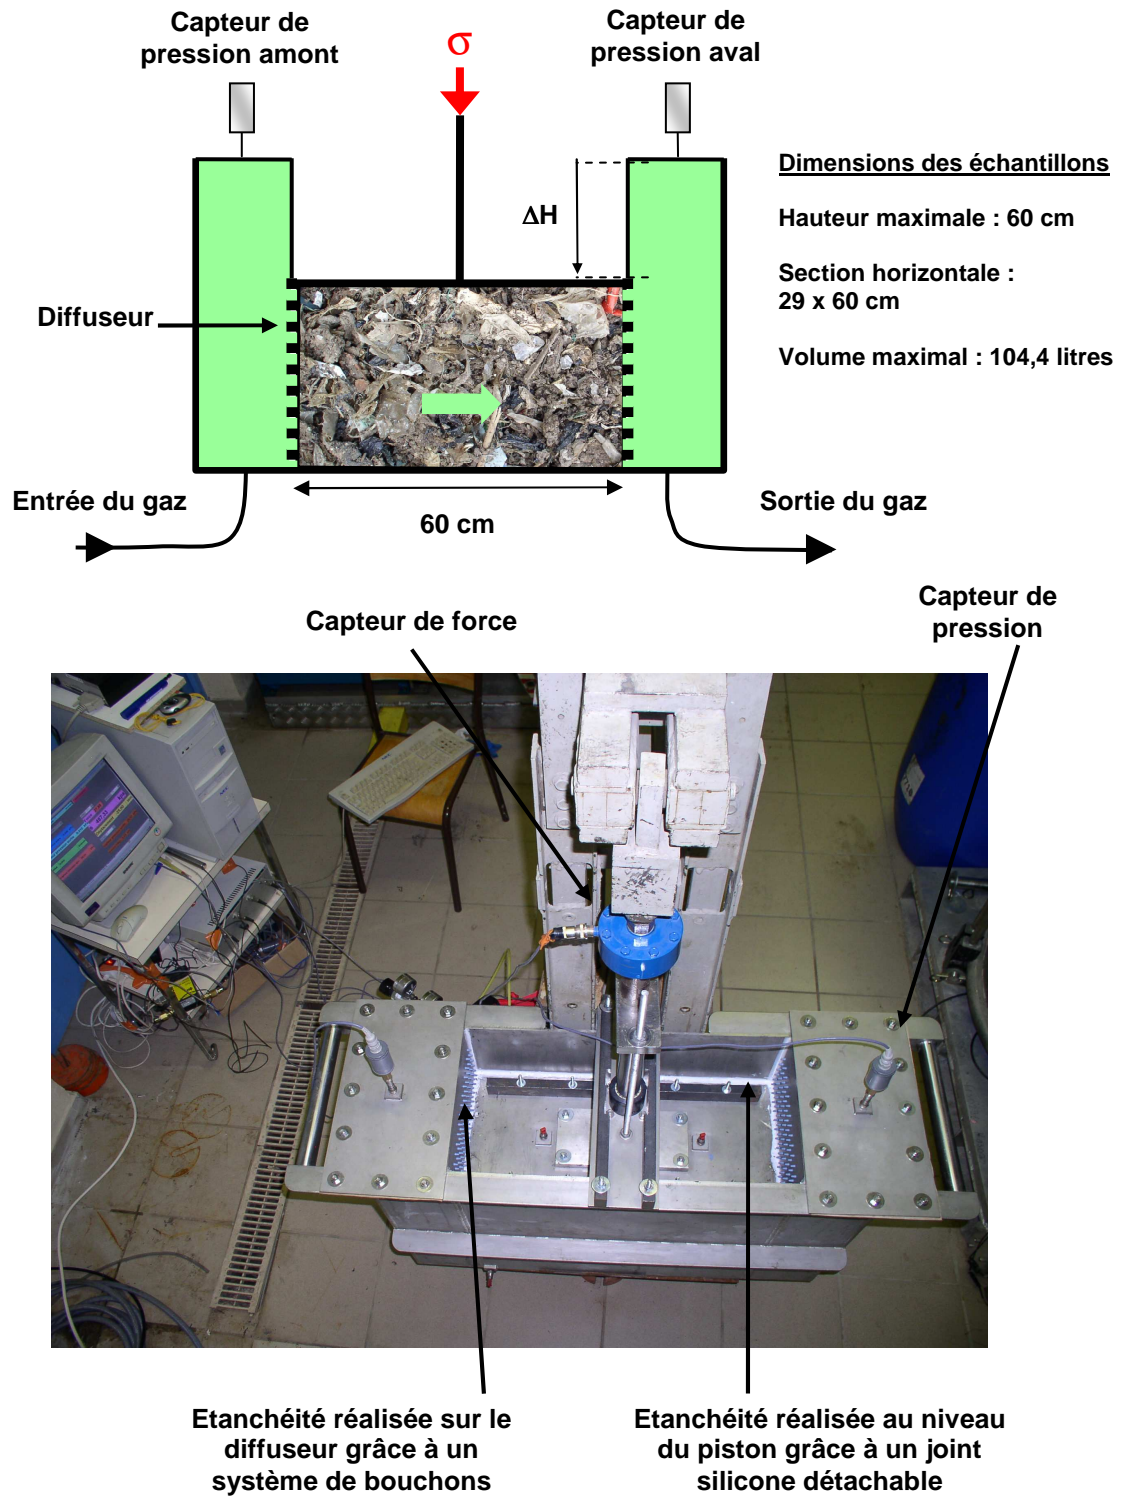 Capteur de
pression amont
σ
Capteur de
pression aval
Dimensions des échantillons
Hauteur maximale : 60 cm
Section horizontale :
29 x 60 cm
Volume maximal : 104,4 litres
ΔH
Diffuseur
Entrée du gaz
60 cm
Sortie du gaz
Capteur de force
Capteur de
pression
Etanchéité réalisée sur le
diffuseur grâce à un
système de bouchons
Etanchéité réalisée au niveau
du piston grâce à un joint
silicone détachable